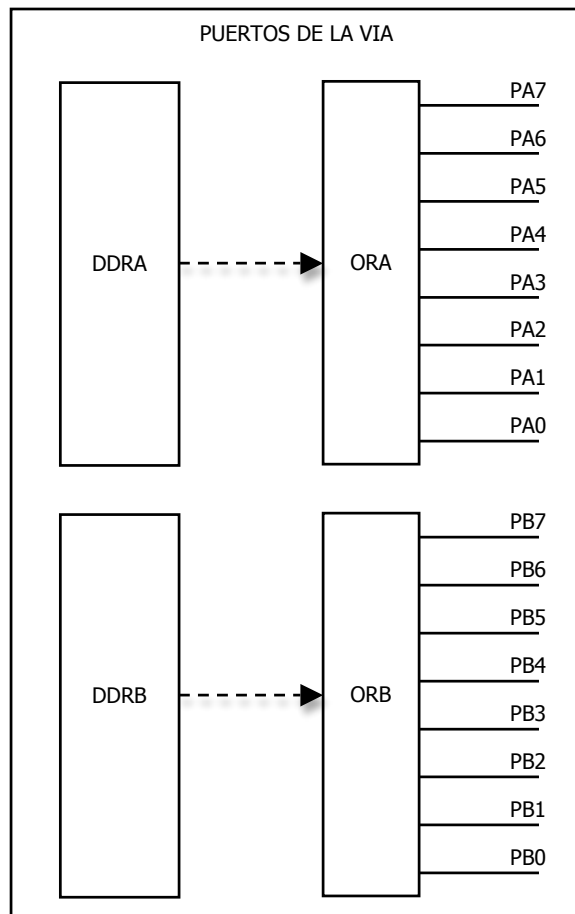 PUERTOS DE LA VIA
DDRA
ORA
PA7
PA6
PA5
PA4
PA3
PA2
PA1
PA0
DDRB
ORB
PB7
PB6
PB5
PB4
PB3
PB2
PB1
PB0